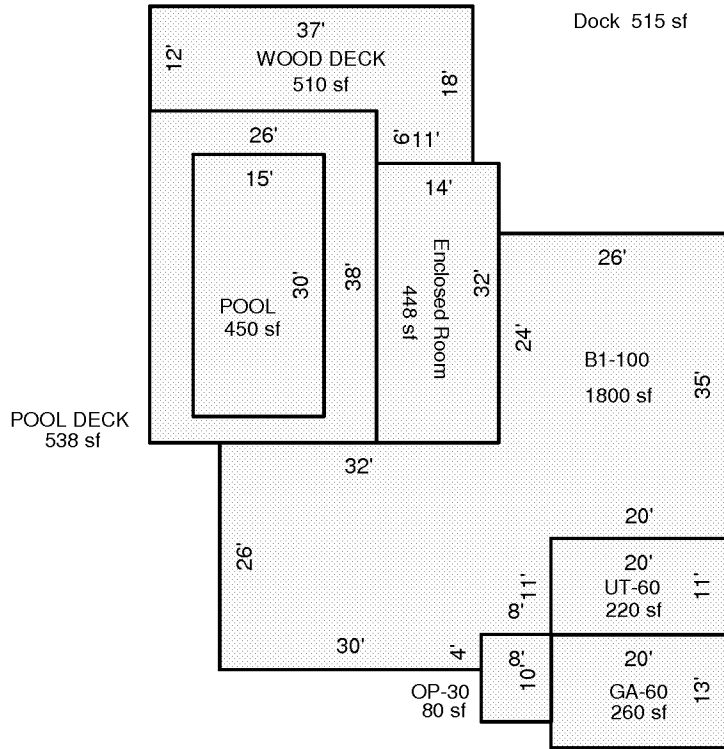 Dock 515 sf
37'
12'
WOOD DECK
510 sf
18'
26'
6'
11'
15'
14'
Enclosed Room
448 sf
32'
26'
30'
38'
POOL
450 sf
24'
B1-100
1800 sf
35'
POOL DECK
538 sf
32'
20'
26'
20'
11'
UT-60
220 sf
11'
8'
30'
4'
8'
10'
20'
OP-30
80 sf
GA-60
260 sf
13'